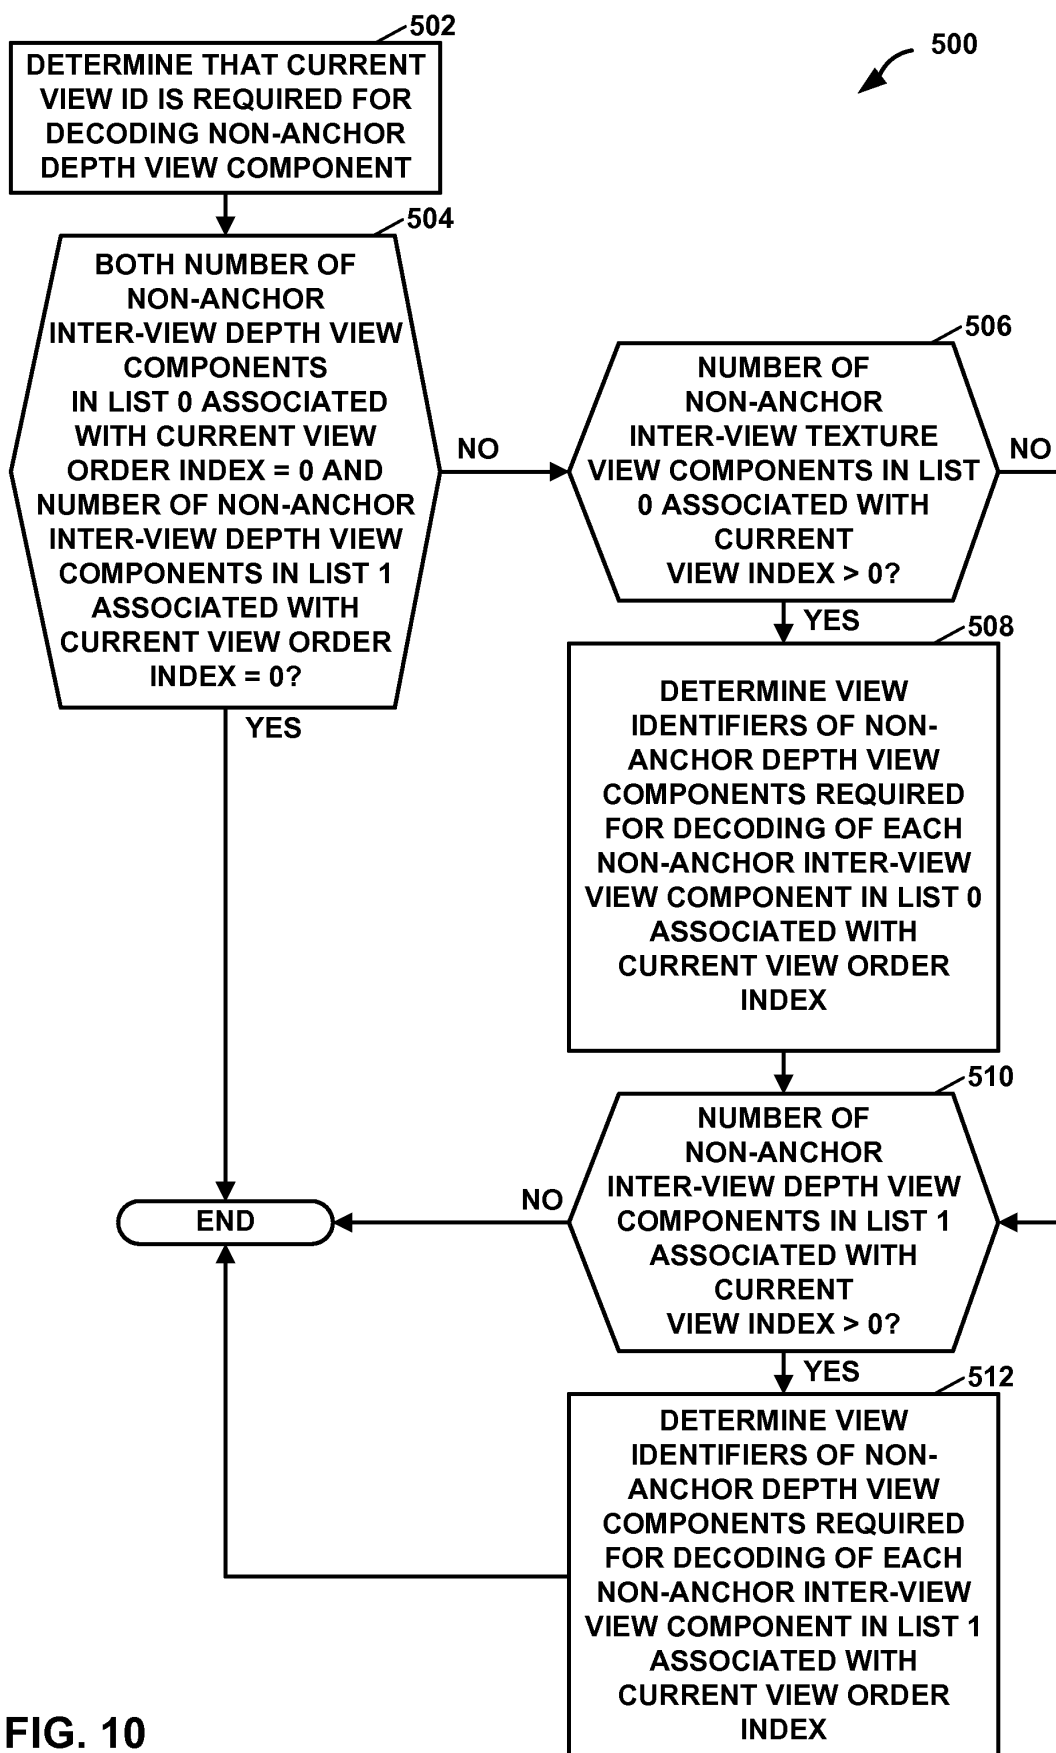 502
500
DETERMINE THAT CURRENT
VIEW ID IS REQUIRED FOR
DECODING NON-ANCHOR
DEPTH VIEW COMPONENT
504
BOTH NUMBER OF
NON-ANCHOR
INTER-VIEW DEPTH VIEW
COMPONENTS
IN LIST 0 ASSOCIATED
WITH CURRENT VIEW
ORDER INDEX = 0 AND
NUMBER OF NON-ANCHOR
INTER-VIEW DEPTH VIEW
COMPONENTS IN LIST 1
ASSOCIATED WITH
CURRENT VIEW ORDER
INDEX = 0?
NO
YES
506
NUMBER OF
NON-ANCHOR
INTER-VIEW TEXTURE
VIEW COMPONENTS IN LIST
0 ASSOCIATED WITH
CURRENT
VIEW INDEX > 0?
NO
YES
508
DETERMINE VIEW
IDENTIFIERS OF NON-
ANCHOR DEPTH VIEW
COMPONENTS REQUIRED
FOR DECODING OF EACH
NON-ANCHOR INTER-VIEW
VIEW COMPONENT IN LIST 0
ASSOCIATED WITH
CURRENT VIEW ORDER
INDEX
510
NUMBER OF
NON-ANCHOR
INTER-VIEW DEPTH VIEW
COMPONENTS IN LIST 1
ASSOCIATED WITH
CURRENT
VIEW INDEX > 0?
NO
END
YES
512
DETERMINE VIEW
IDENTIFIERS OF NON-
ANCHOR DEPTH VIEW
COMPONENTS REQUIRED
FOR DECODING OF EACH
NON-ANCHOR INTER-VIEW
VIEW COMPONENT IN LIST 1
ASSOCIATED WITH
CURRENT VIEW ORDER
INDEX
FIG. 10